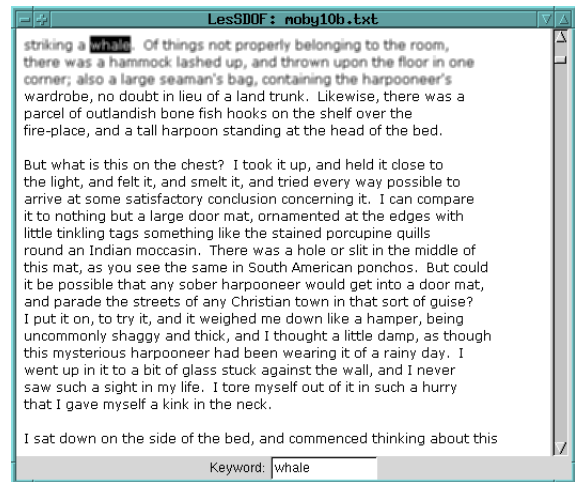 LesSDOF: moby10b.txt
striking a whale.  Of things not properly belonging to the room,
there was a hammock lashed up, and thrown upon the floor in one
corner; also a large seaman's bag, containing the harpooneer's
wardrobe, no doubt in lieu of a land trunk.  Likewise, there was a
parcel of outlandish bone fish hooks on the shelf over the
fire-place, and a tall harpoon standing at the head of the bed.
But what is this on the chest?  I took it up, and held it close to
the light, and felt it, and smelt it, and tried every way possible to
arrive at some satisfactory conclusion concerning it.  I can compare
it to nothing but a large door mat, ornamented at the edges with
little tinkling tags something like the stained porcupine quills
round an Indian moccasin.  There was a hole or slit in the middle of
this mat, as you see the same in South American ponchos.  But could
it be possible that any sober harpooneer would get into a door mat,
and parade the streets of any Christian town in that sort of guise?
I put it on, to try it, and it weighed me down like a hamper, being
uncommonly shaggy and thick, and I thought a little damp, as though
this mysterious harpooneer had been wearing it of a rainy day.  I
went up in it to a bit of glass stuck against the wall, and I never
saw such a sight in my life.  I tore myself out of it in such a hurry
that I gave myself a kink in the neck.
I sat down on the side of the bed, and commenced thinking about this
Keyword: whale